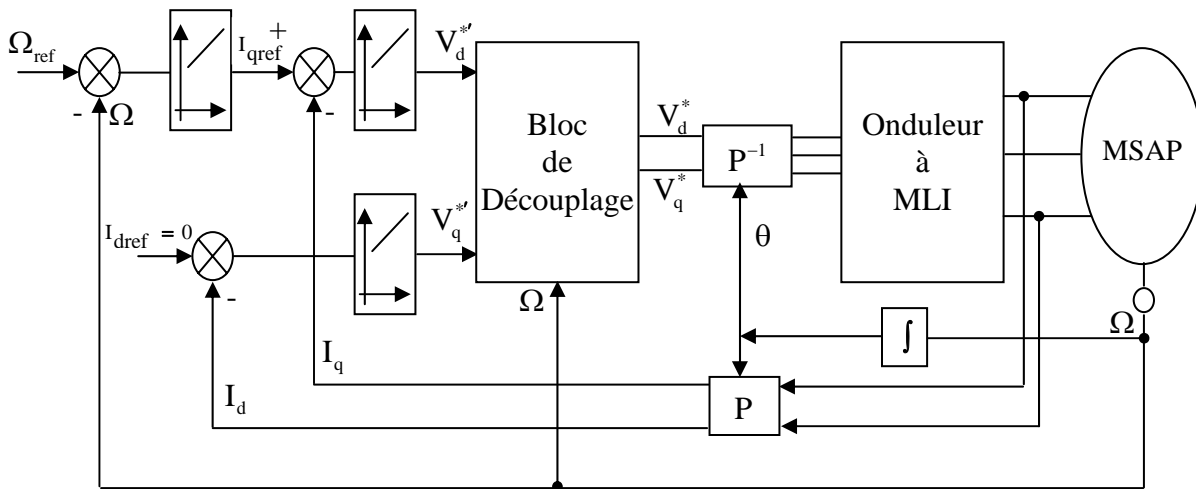 Ω_ref
-
Ω
I_qref
+
-
V_d^*'
I_dref = 0
-
V_q^*'
Bloc
de
Découplage
Ω
V_d^*
V_q^*
P^-1
θ
Onduleur
à
MLI
MSAP
Ω
∫
I_q
I_d
P